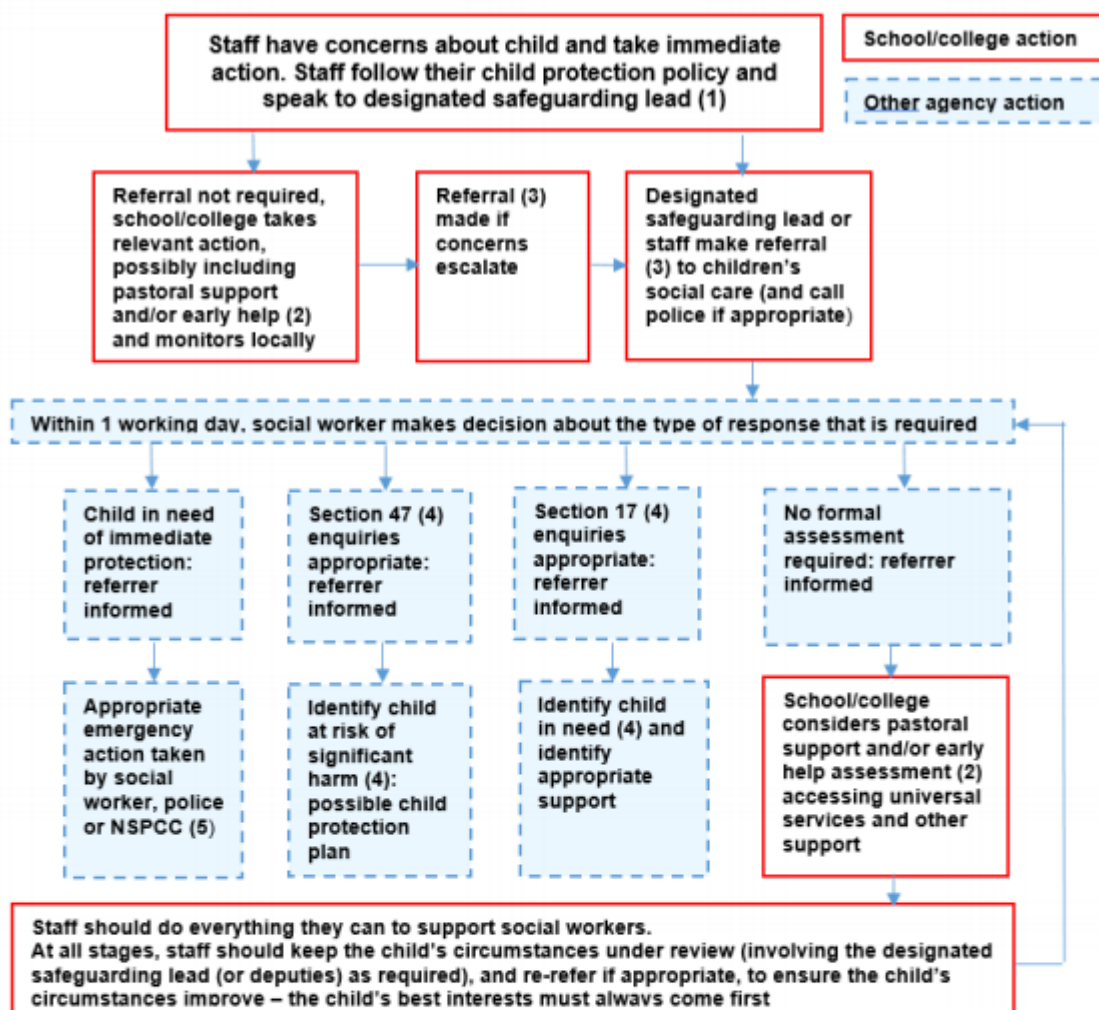 Staff have concerns about child and take immediate
action. Staff follow their child protection policy and
speak to designated safeguarding lead (1)
School/college action
Other agency action
Referral not required,
school/college takes
relevant action,
possibly including
pastoral support
and/or early help (2)
and monitors locally
Referral (3)
made if
concerns
escalate
Designated
safeguarding lead or
staff make referral
(3) to children's
social care (and call
police if appropriate)
Within 1 working day, social worker makes decision about the type of response that is required
Child in need
of immediate
protection:
referrer
informed
Section 47 (4)
enquiries
appropriate:
referrer
informed
Section 17 (4)
enquiries
appropriate:
referrer
informed
No formal
assessment
required: referrer
informed
Appropriate
emergency
action taken
by social
worker, police
or NSPCC (5)
Identify child
at risk of
significant
harm (4):
possible child
protection
plan
Identify child
in need (4) and
identify
appropriate
support
School/college
considers pastoral
support and/or early
help assessment (2)
accessing universal
services and other
support
Staff should do everything they can to support social workers.
At all stages, staff should keep the child's circumstances under review (involving the designated
safeguarding lead (or deputies) as required), and re-refer if appropriate, to ensure the child's
circumstances improve – the child's best interests must always come first